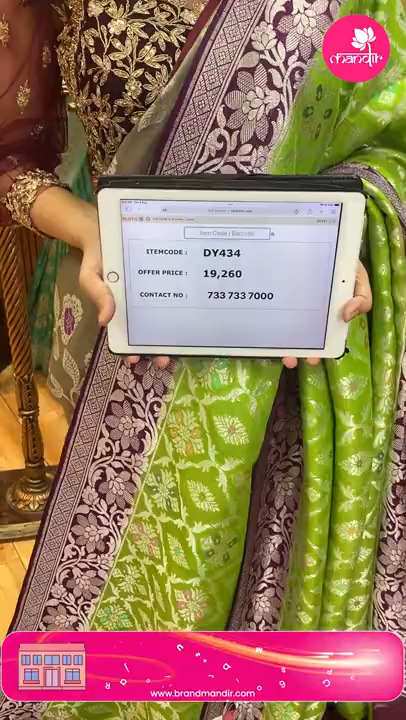 mandir
Item Code / Barcode
ITEMCODE : DY434
OFFER PRICE : 19,260
CONTACT NO : 733 733 7000
www.brandmandir.com